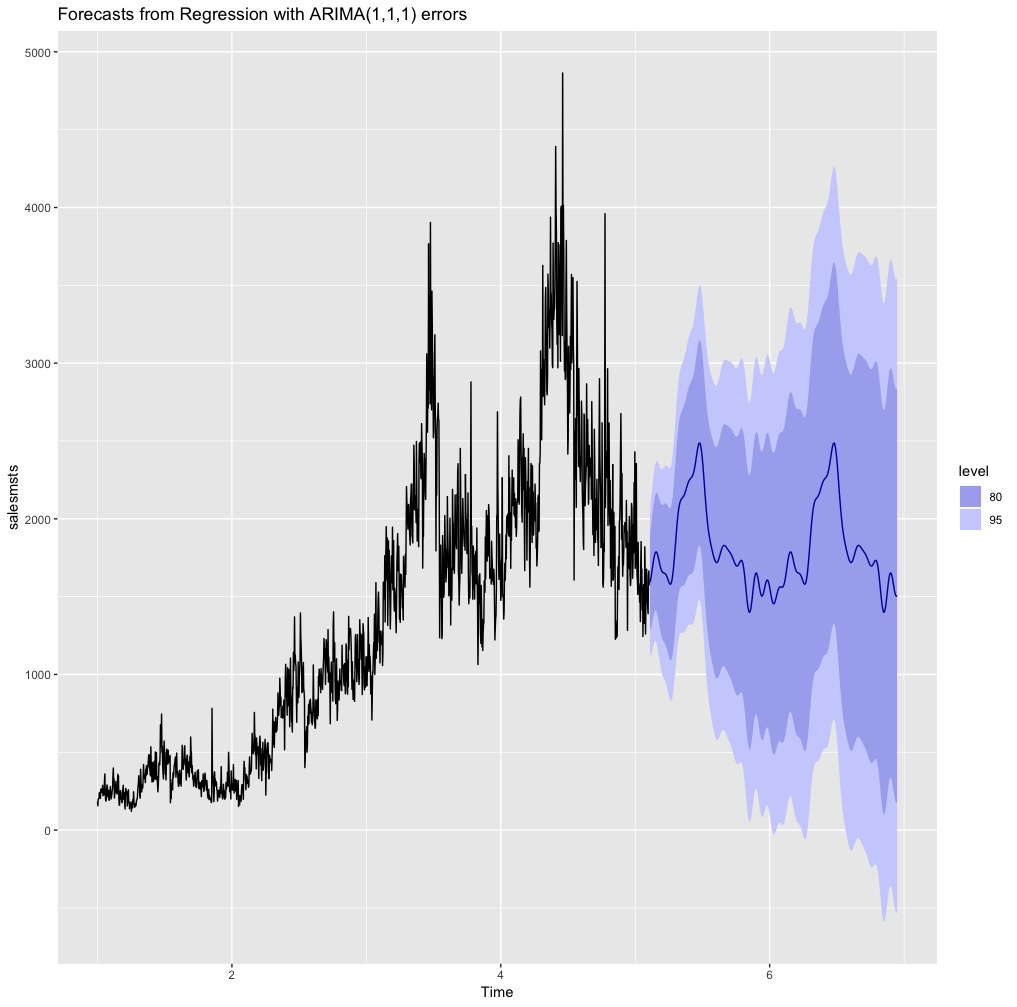 Forecasts from Regression with ARIMA(1,1,1) errors
5000
4000
3000
2000
1000
0
salesmsts
2
4
6
Time
level
80
95